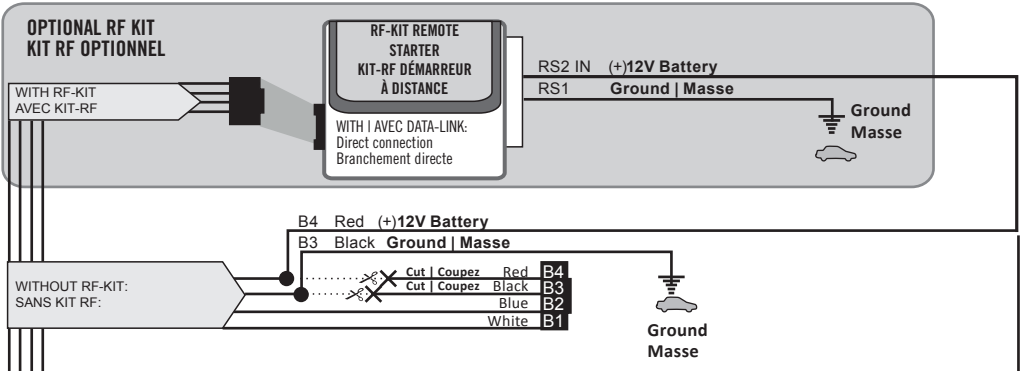 OPTIONAL RF KIT
KIT RF OPTIONNEL
RF-KIT REMOTE
STARTER
KIT-RF DÉMARREUR
À DISTANCE
WITH RF-KIT
AVEC KIT-RF
WITH | AVEC DATA-LINK:
Direct connection
Branchement directe
RS2 IN (+)12V Battery
RS1 Ground | Masse
Ground
Masse
B4 Red (+)12V Battery
B3 Black Ground | Masse
WITHOUT RF-KIT:
SANS KIT RF:
Cut | Coupez Red B4
Cut | Coupez Black B3
Blue B2
White B1
Ground
Masse